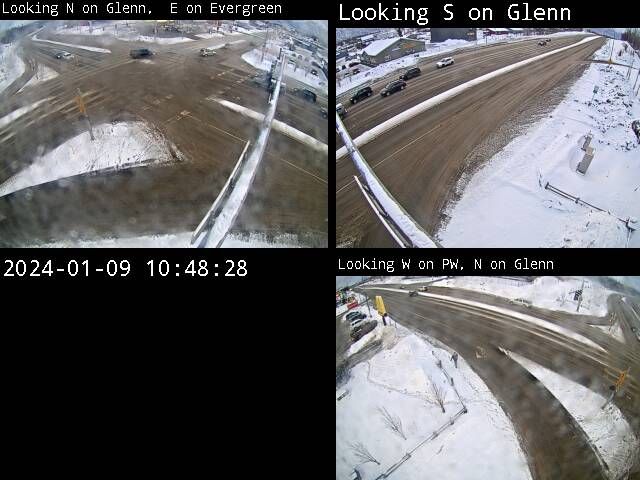 Looking N on Glenn,  E on Evergreen
Looking S on Glenn
2024-01-09 10:48:28
Looking W on PW, N on Glenn